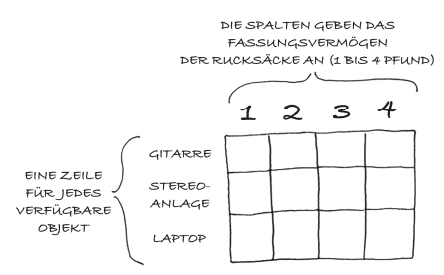 DIE SPALTEN GEBEN DAS
FASSUNGSVERMÖGEN
DER RUCKSÄCKE AN (1 BIS 4 PFUND)
1 2 3 4
GITARRE
STEREO-
ANLAGE
LAPTOP
EINE ZEILE
FÜR JEDES
VERFÜGBARE
OBJEKT